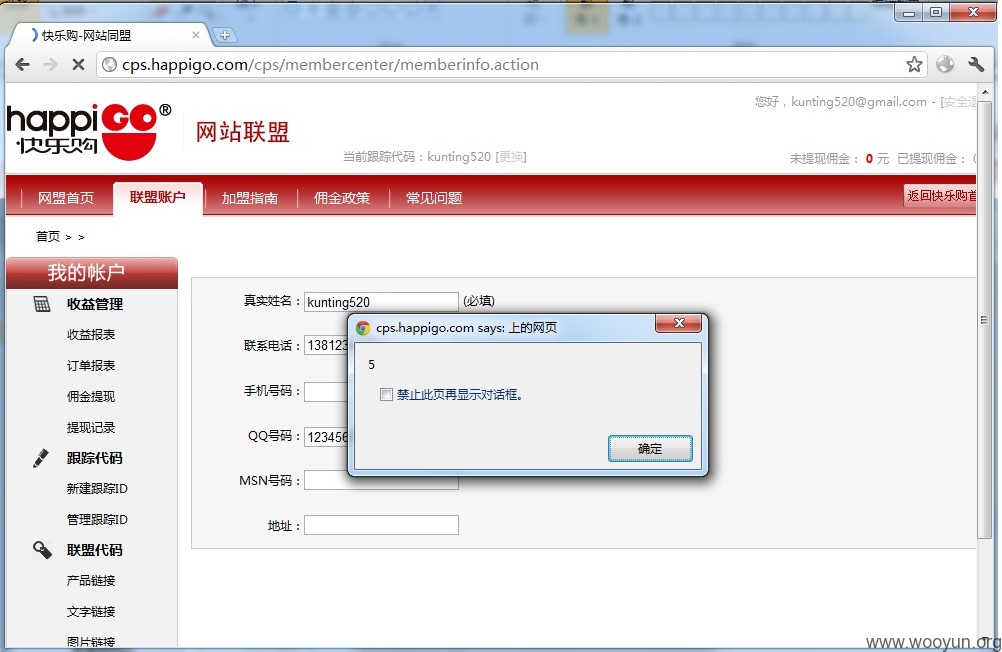 快乐购-网站同盟
cps.happigo.com/cps/membercenter/memberinfo.action
happiGO®
快乐购
网站联盟
您好，kunting520@gmail.com - [安全退
当前跟踪代码：kunting520 [更换]
未提现佣金： 0 元 已提现佣金：
网盟首页
联盟账户
加盟指南
佣金政策
常见问题
返回快乐购首
首页 > >
我的帐户
收益管理
收益报表
订单报表
佣金提现
提现记录
跟踪代码
新建跟踪ID
管理跟踪ID
联盟代码
产品链接
文字链接
图片链接
真实姓名： kunting520 (必填)
联系电话： 138123
手机号码：
QQ号码： 123456
MSN号码：
地址：
cps.happigo.com says: 上的网页
5
禁止此页再显示对话框。
确定
www.wooyun.org